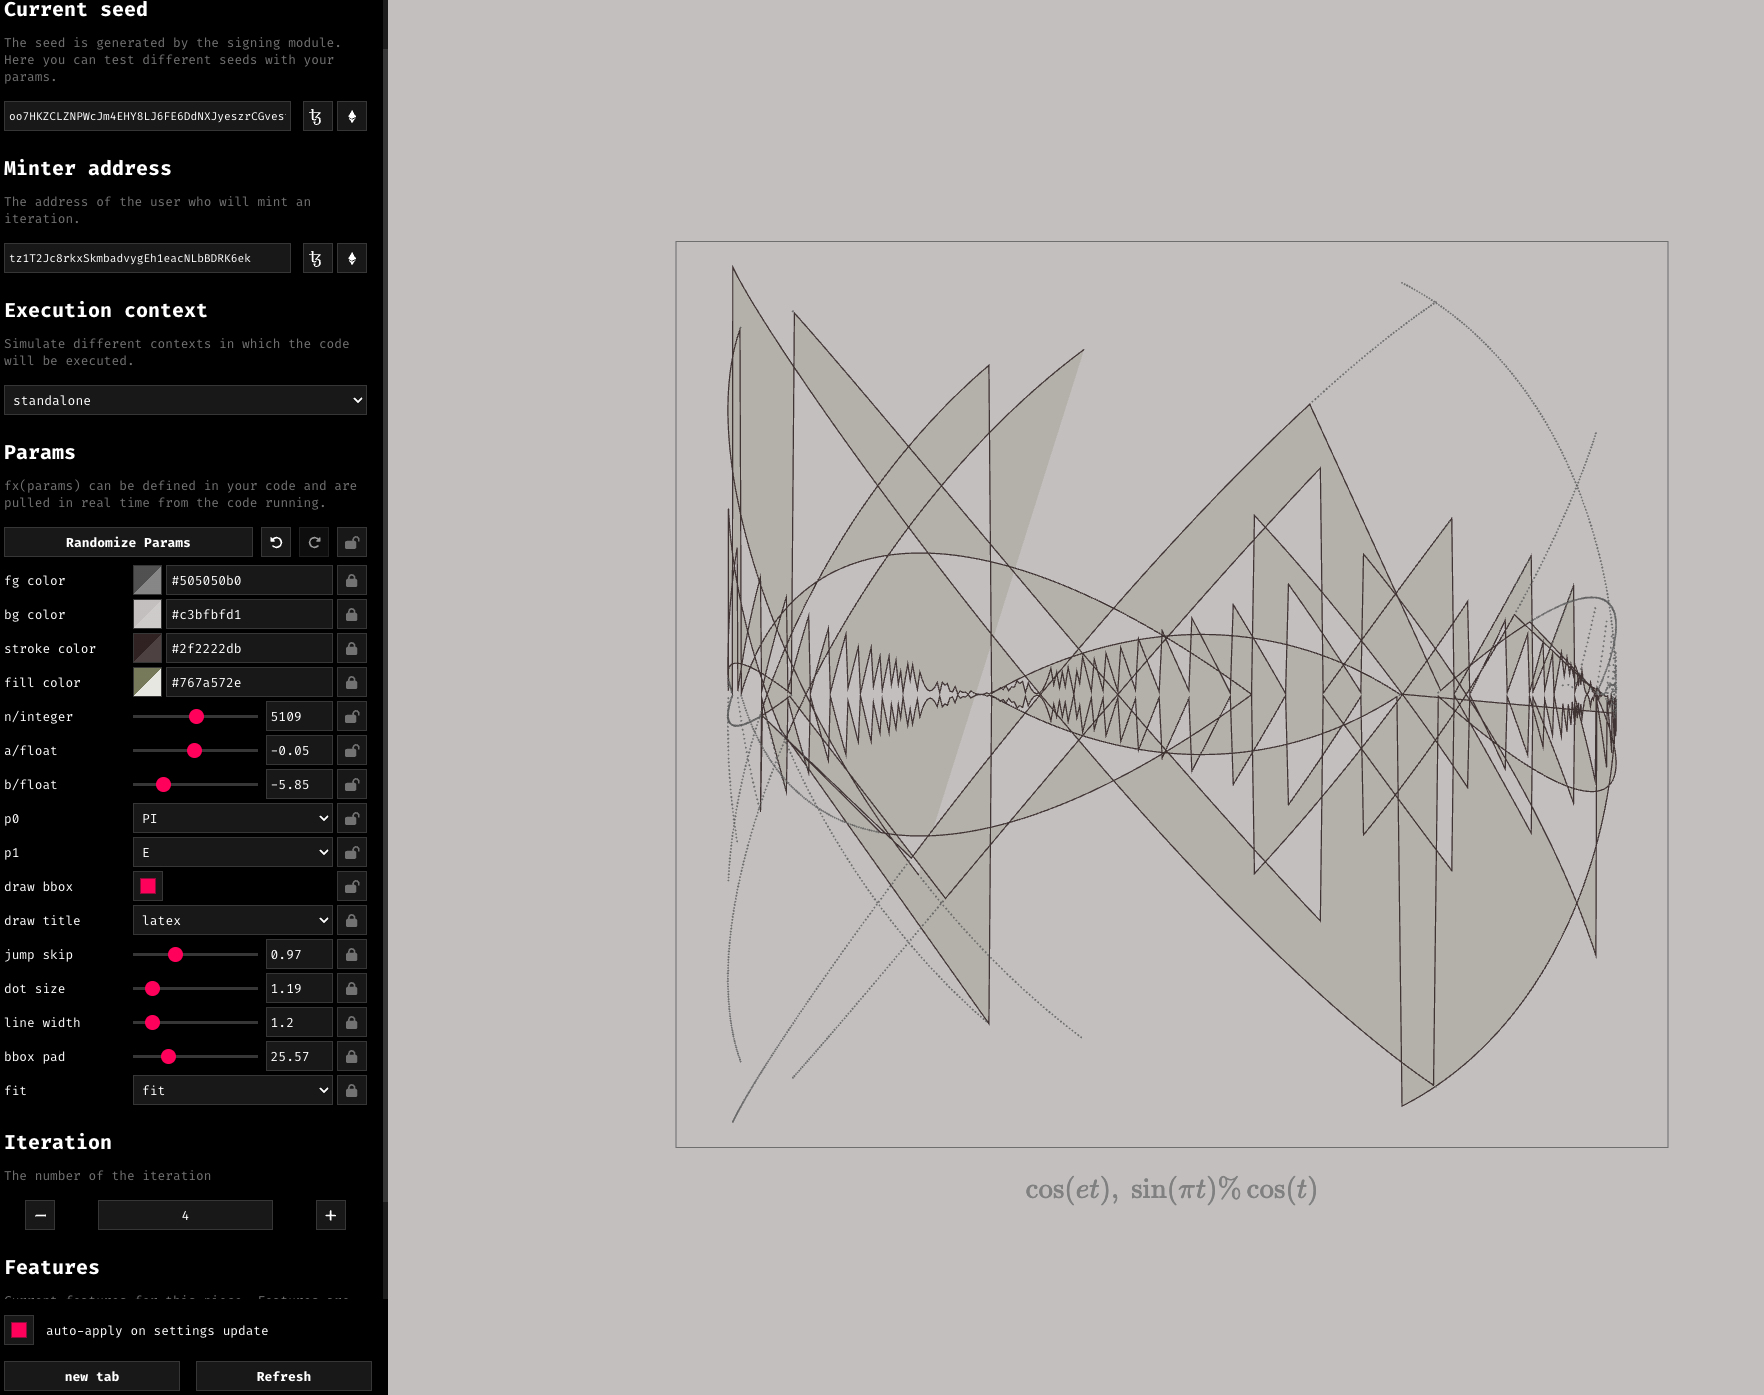 Current seed
The seed is generated by the signing module.
Here you can test different seeds with your
params.
oo7HKZCLZNPWcJm4EHY8LJ6FE6DdNXJyeszrCGves
Minter address
The address of the user who will mint an
iteration.
tz1T2Jc8rkxSkmbadvygEh1eacNLbBDRK6ek
Execution context
Simulate different contexts in which the code
will be executed.
standalone
Params
fx(params) can be defined in your code and are
pulled in real time from the code running.
Randomize Params
fg color #505050b0
bg color #c3bfbfd1
stroke color #2f2222db
fill color #767a572e
n/integer 5109
a/float -0.05
b/float -5.85
p0 PI
p1 E
draw bbox
draw title latex
jump skip 0.97
dot size 1.19
line width 1.2
bbox pad 25.57
fit fit
Iteration
The number of the iteration
− 4 +
Features
auto-apply on settings update
new tab Refresh
cos(et), sin(πt)% cos(t)